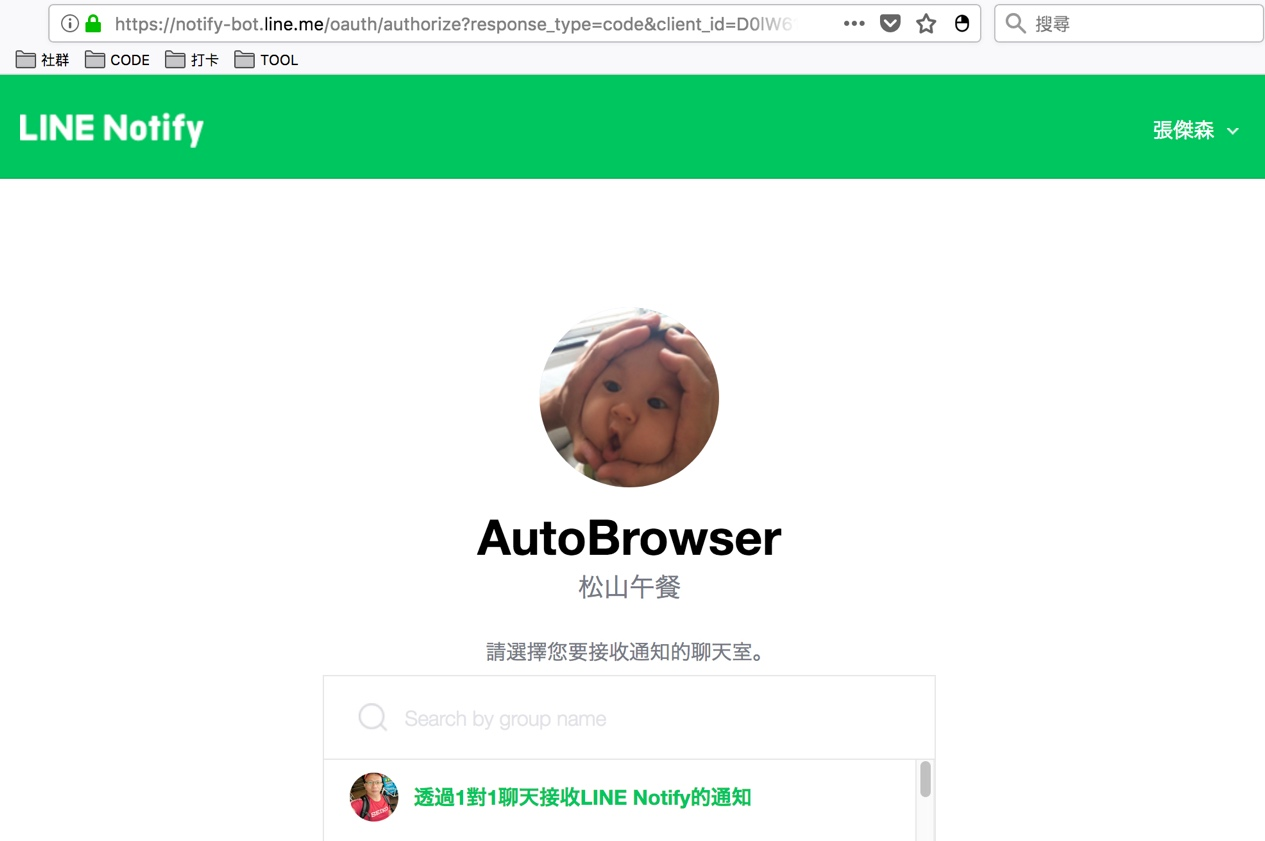 https://notify-bot.line.me/oauth/authorize?response_type=code&client_id=D0lW6
搜尋
社群 CODE 打卡 TOOL
LINE Notify
張傑森
AutoBrowser
松山午餐
請選擇您要接收通知的聊天室。
Search by group name
透過1對1聊天接收LINE Notify的通知